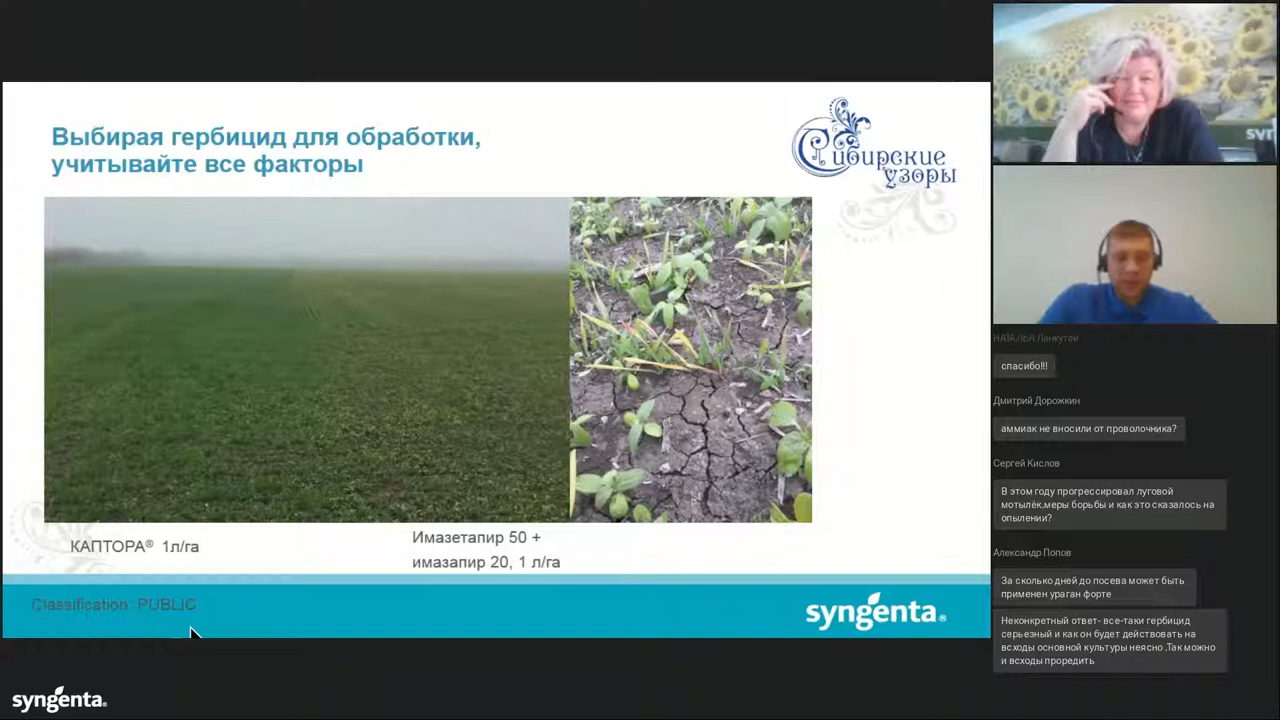 Выбирая гербицид для обработки,
учитывайте все факторы
Сибирские
узоры
КАПТОРА® 1л/га
Имазетапир 50 +
имазапир 20, 1 л/га
Classification: PUBLIC
syngenta®
syngenta®
НАТАЛЬЯ Ланкутеи
спасибо!!!
Дмитрий Дорожкин
аммиак не вносили от проволочника?
Сергей Кислов
В этом году прогрессировал луговой
мотылёк,меры борьбы и как это сказалось на
опылении?
Александр Попов
За сколько дней до посева может быть
применен ураган форте
Неконкретный ответ- все-таки гербицид
серьезный и как он будет действовать на
всходы основной культуры неясно .Так можно
и всходы проредить